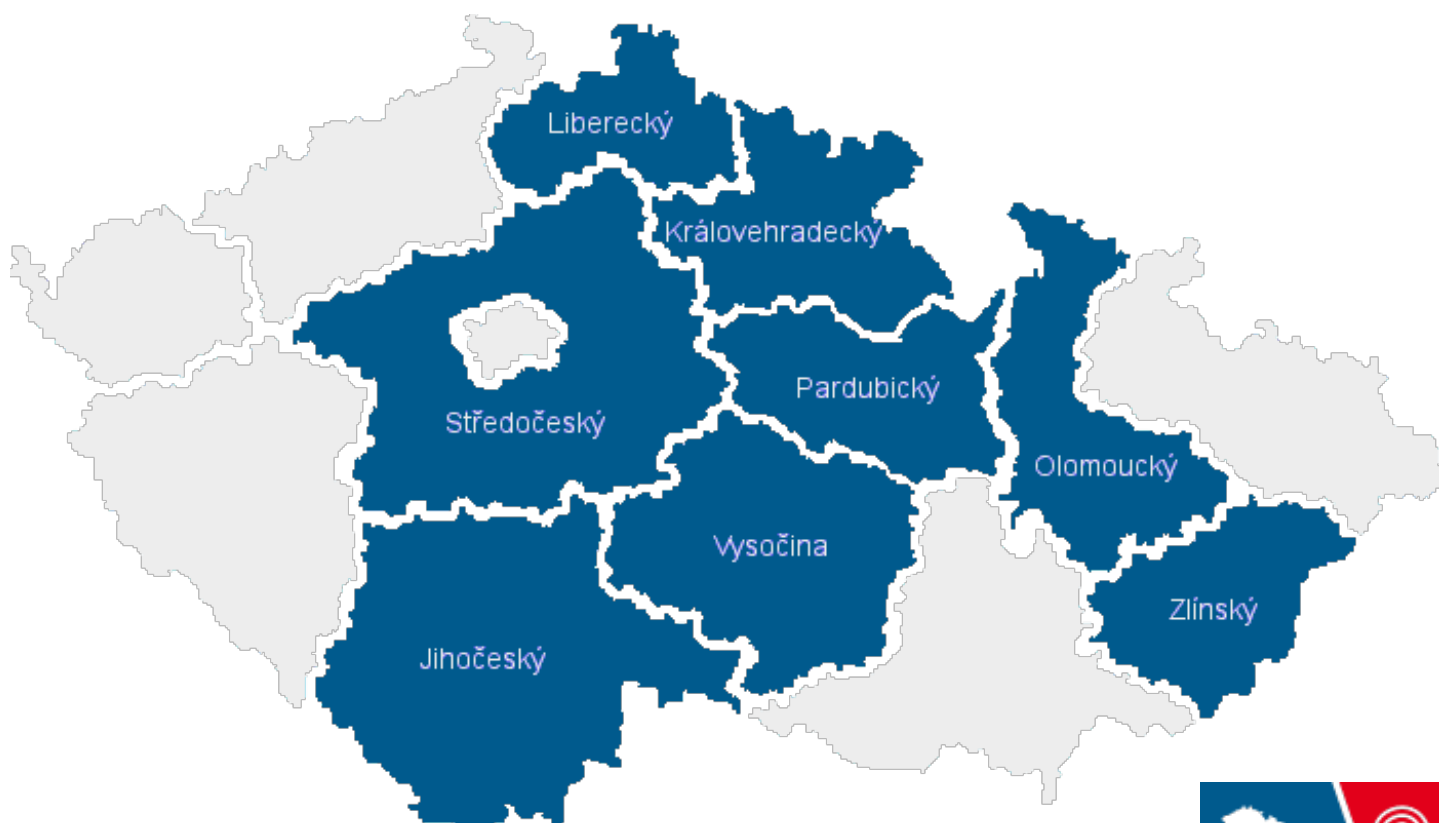 Liberecký
Královehradecký
Pardubický
Středočeský
Olomoucký
Vysočina
Zlínský
Jihočeský